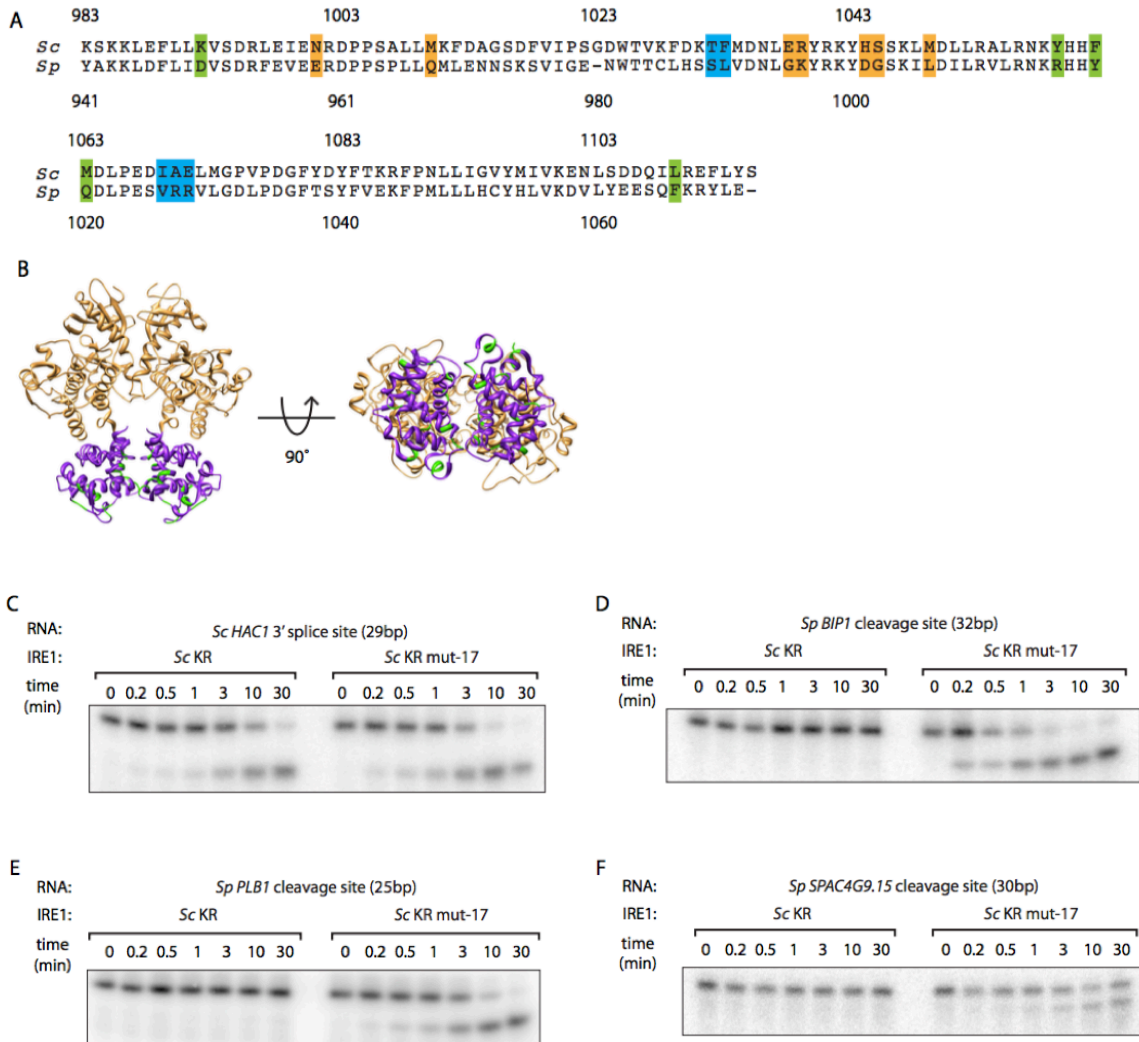 A
983 1003 1023 1043
Sc KSKKLEFLLKVSDRLEIENRDPPSALLMKFDAGSDFVIPSGDWTVKFDKTFMDNLERYRKYHSSKLMDLLRALRNKYHHF
Sp YAKKLDFLIDVSDRFEVEERDPPSPLLQMLENNSKSVIGE-NWTTCLHSSLVDNLGKYRKYDGSKILDILRVLRNKRHHY
941 961 980 1000
1063 1083 1103
Sc MDLPEDIAELMGPVPDGFYDYFTKRFPNLLIGVYMIVKENLSDDQILREFLYS
Sp QDLPESVRRVLGDLPDGFTSYFVEKFPMLLLHCYHLVKDVLYEESQFKRYLE-
1020 1040 1060
B
90°
C
RNA: Sc HAC1 3' splice site (29bp)
IRE1: Sc KR Sc KR mut-17
time 0 0.2 0.5 1 3 10 30 0 0.2 0.5 1 3 10 30
(min)
D
RNA: Sp BIP1 cleavage site (32bp)
IRE1: Sc KR Sc KR mut-17
time 0 0.2 0.5 1 3 10 30 0 0.2 0.5 1 3 10 30
(min)
E
RNA: Sp PLB1 cleavage site (25bp)
IRE1: Sc KR Sc KR mut-17
time 0 0.2 0.5 1 3 10 30 0 0.2 0.5 1 3 10 30
(min)
F
RNA: Sp SPAC4G9.15 cleavage site (30bp)
IRE1: Sc KR Sc KR mut-17
time 0 0.2 0.5 1 3 10 30 0 0.2 0.5 1 3 10 30
(min)